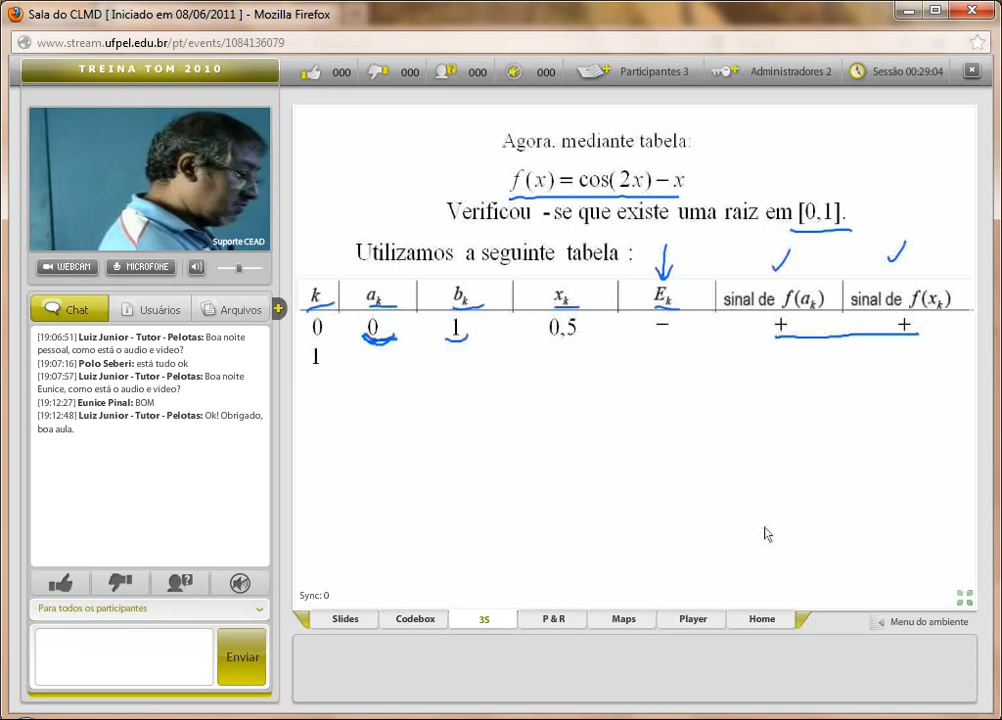 Sala do CLMD [ Iniciado em 08/06/2011 ] - Mozilla Firefox
www.stream.ufpel.edu.br/pt/events/1084136079
TREINA TOM 2010
000 000 000 000 Participantes 3 Administradores 2 Sessão 00:29:04
Suporte CEAD
WEBCAM MICROFONE
Chat Usuários Arquivos
[19:06:51] Luiz Junior - Tutor - Pelotas: Boa noite
pessoal, como está o audio e video?
[19:07:16] Polo Seberi: está tudo ok
[19:07:57] Luiz Junior - Tutor - Pelotas: Boa noite
Eunice, como está o audio e vídeo?
[19:12:27] Eunice Pinal: BOM
[19:12:48] Luiz Junior - Tutor - Pelotas: Ok! Obrigado,
boa aula.
Para todos os participantes
Enviar
Agora, mediante tabela:
f(x) = cos(2x) − x
Verificou -se que existe uma raiz em [0,1].
Utilizamos a seguinte tabela :
k a_k b_k x_k E_k sinal de f(a_k) sinal de f(x_k)
0 0 1 0,5 − + +
1
Sync: 0
Slides Codebox 3S P & R Maps Player Home Menu do ambiente